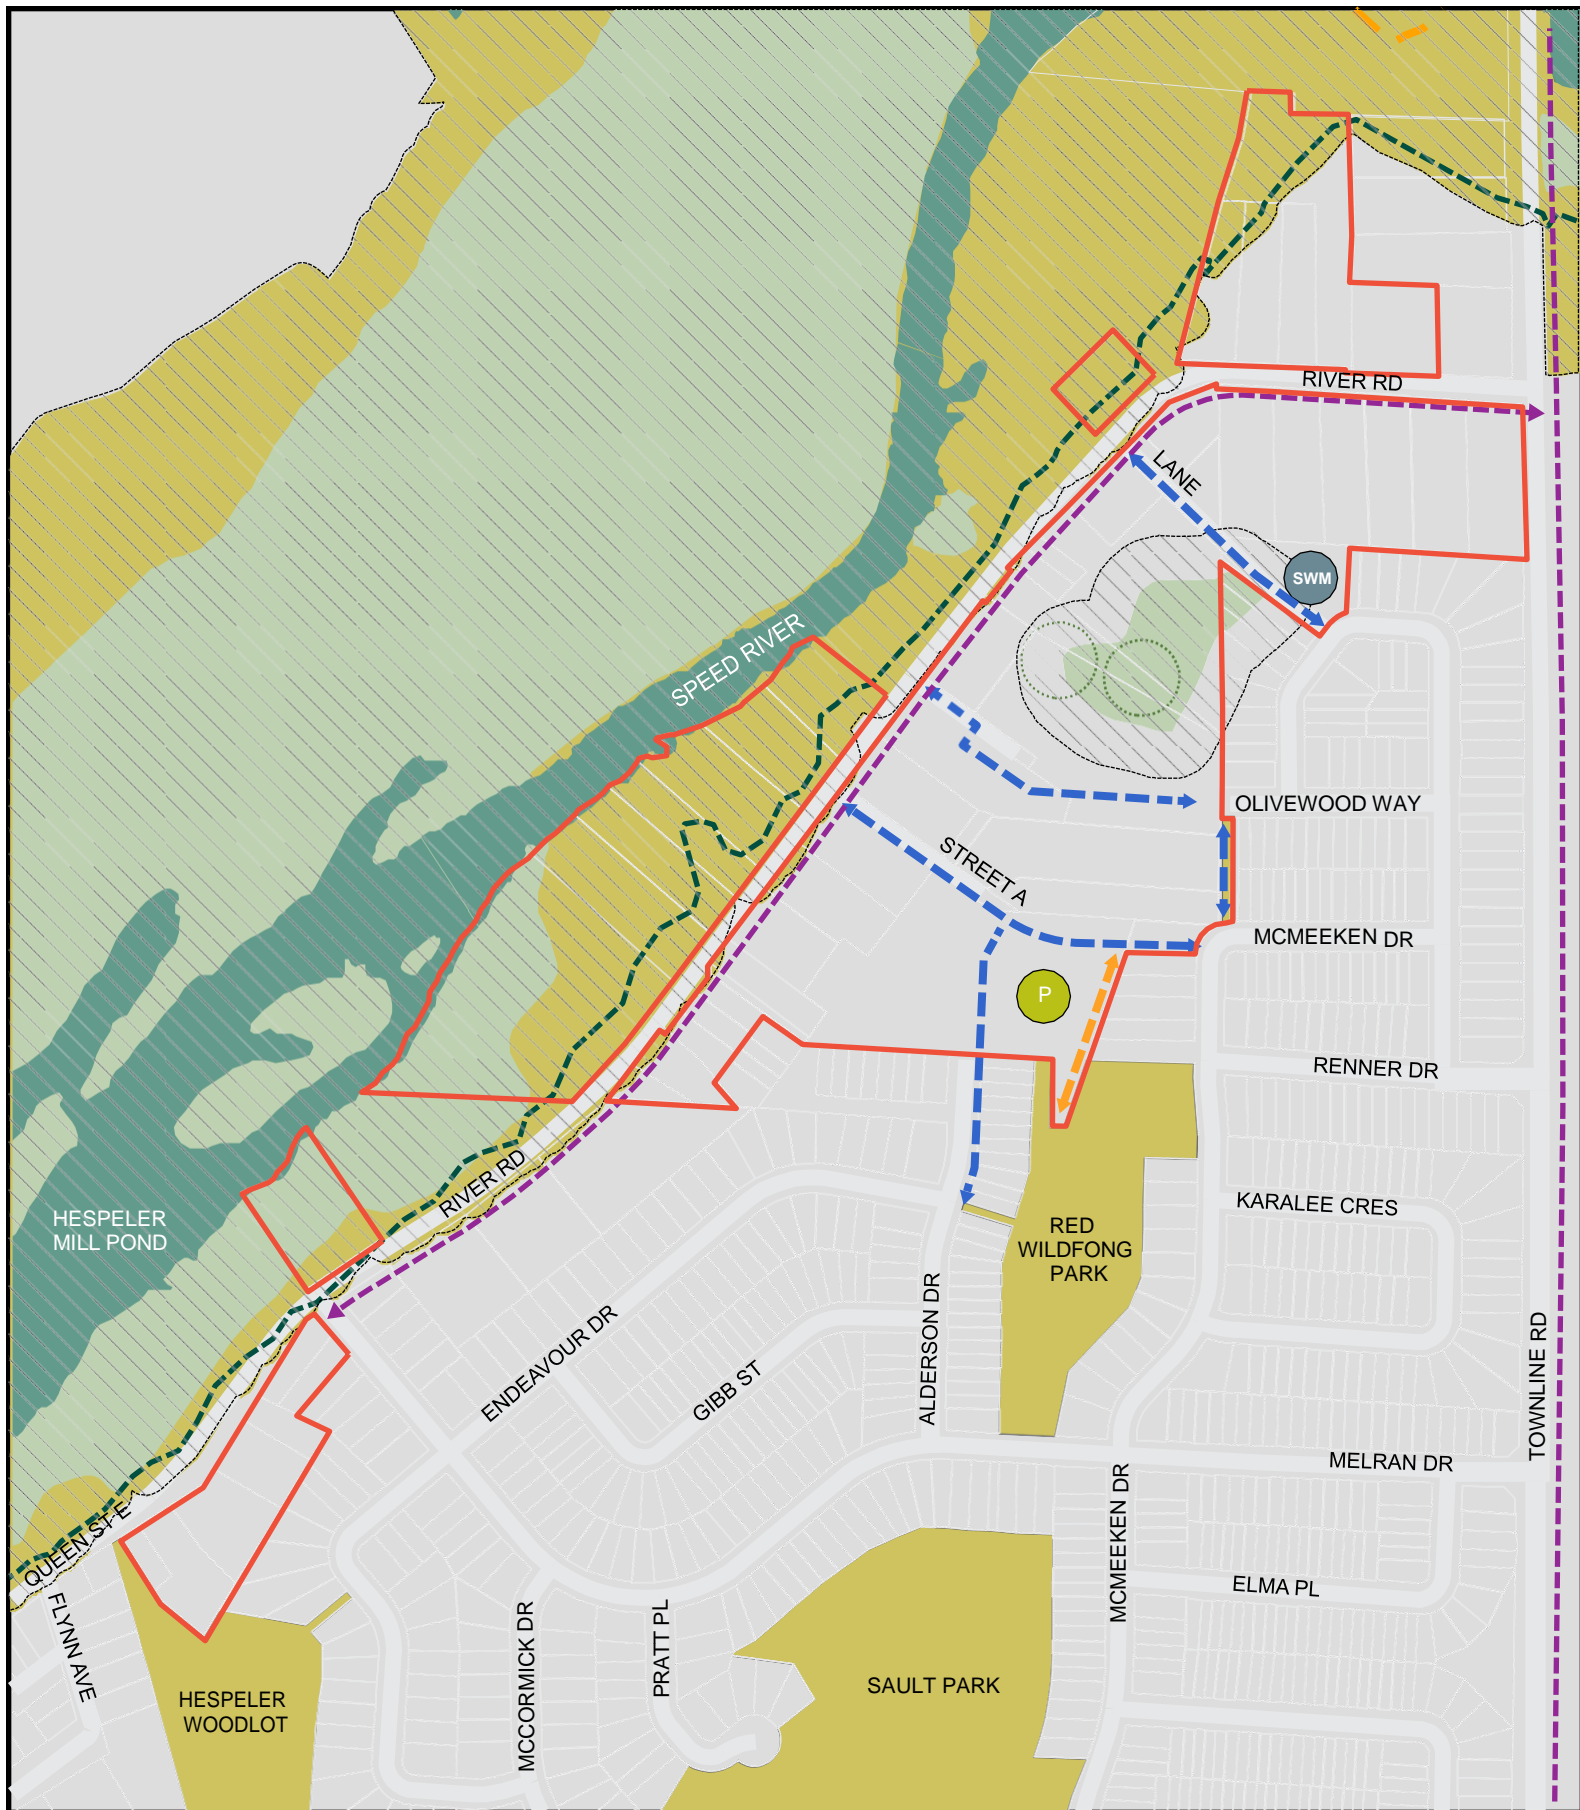 RIVER RD
LANE
SWM
SPEED RIVER
OLIVEWOOD WAY
STREET A
MCMEEKEN DR
P
RENNER DR
RIVER RD
KARALEE CRES
HESPELER
MILL POND
RED
WILDFONG
PARK
ENDEAVOUR DR
GIBB ST
ALDERSON DR
TOWNLINE RD
MELRAN DR
QUEEN ST E
MCMEEKEN DR
ELMA PL
FLYNN AVE
MCCORMICK DR
PRATT PL
SAULT PARK
HESPELER
WOODLOT